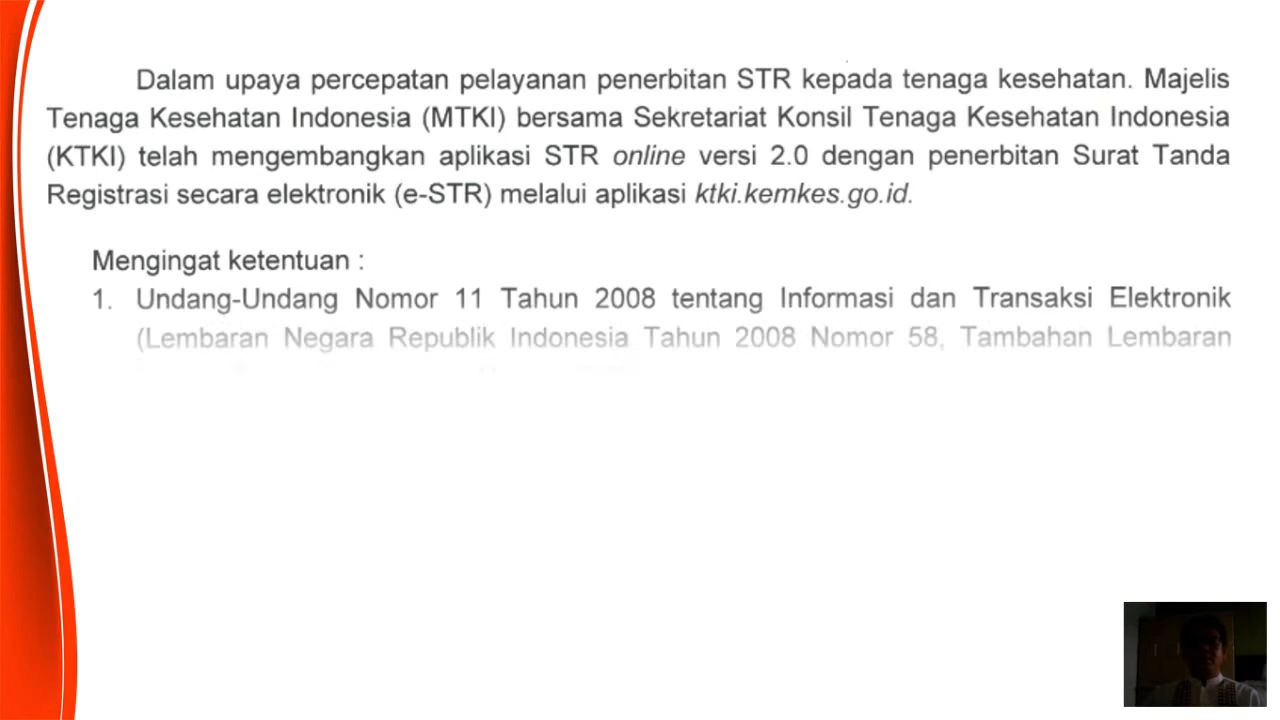 Dalam upaya percepatan pelayanan penerbitan STR kepada tenaga kesehatan. Majelis
Tenaga Kesehatan Indonesia (MTKI) bersama Sekretariat Konsil Tenaga Kesehatan Indonesia
(KTKI) telah mengembangkan aplikasi STR online versi 2.0 dengan penerbitan Surat Tanda
Registrasi secara elektronik (e-STR) melalui aplikasi ktki.kemkes.go.id.
Mengingat ketentuan :
1. Undang-Undang Nomor 11 Tahun 2008 tentang Informasi dan Transaksi Elektronik
(Lembaran Negara Republik Indonesia Tahun 2008 Nomor 58, Tambahan Lembaran